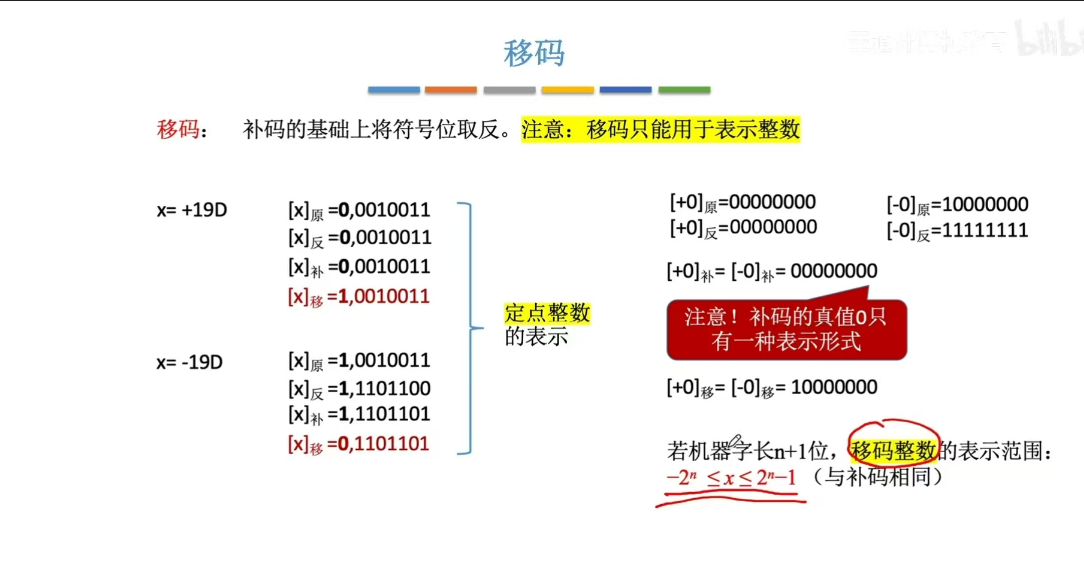 移码
移码： 补码的基础上将符号位取反。注意：移码只能用于表示整数
x= +19D
[x]原 =0,0010011
[x]反 =0,0010011
[x]补 =0,0010011
[x]移 =1,0010011
x= -19D
[x]原 =1,0010011
[x]反 =1,1101100
[x]补 =1,1101101
[x]移 =0,1101101
定点整数
的表示
[+0]原=00000000 [-0]原=10000000
[+0]反=00000000 [-0]反=11111111
[+0]补= [-0]补= 00000000
注意！补码的真值0只
有一种表示形式
[+0]移= [-0]移= 10000000
若机器字长n+1位，移码整数的表示范围：
−2ⁿ ≤x≤2ⁿ−1 （与补码相同）